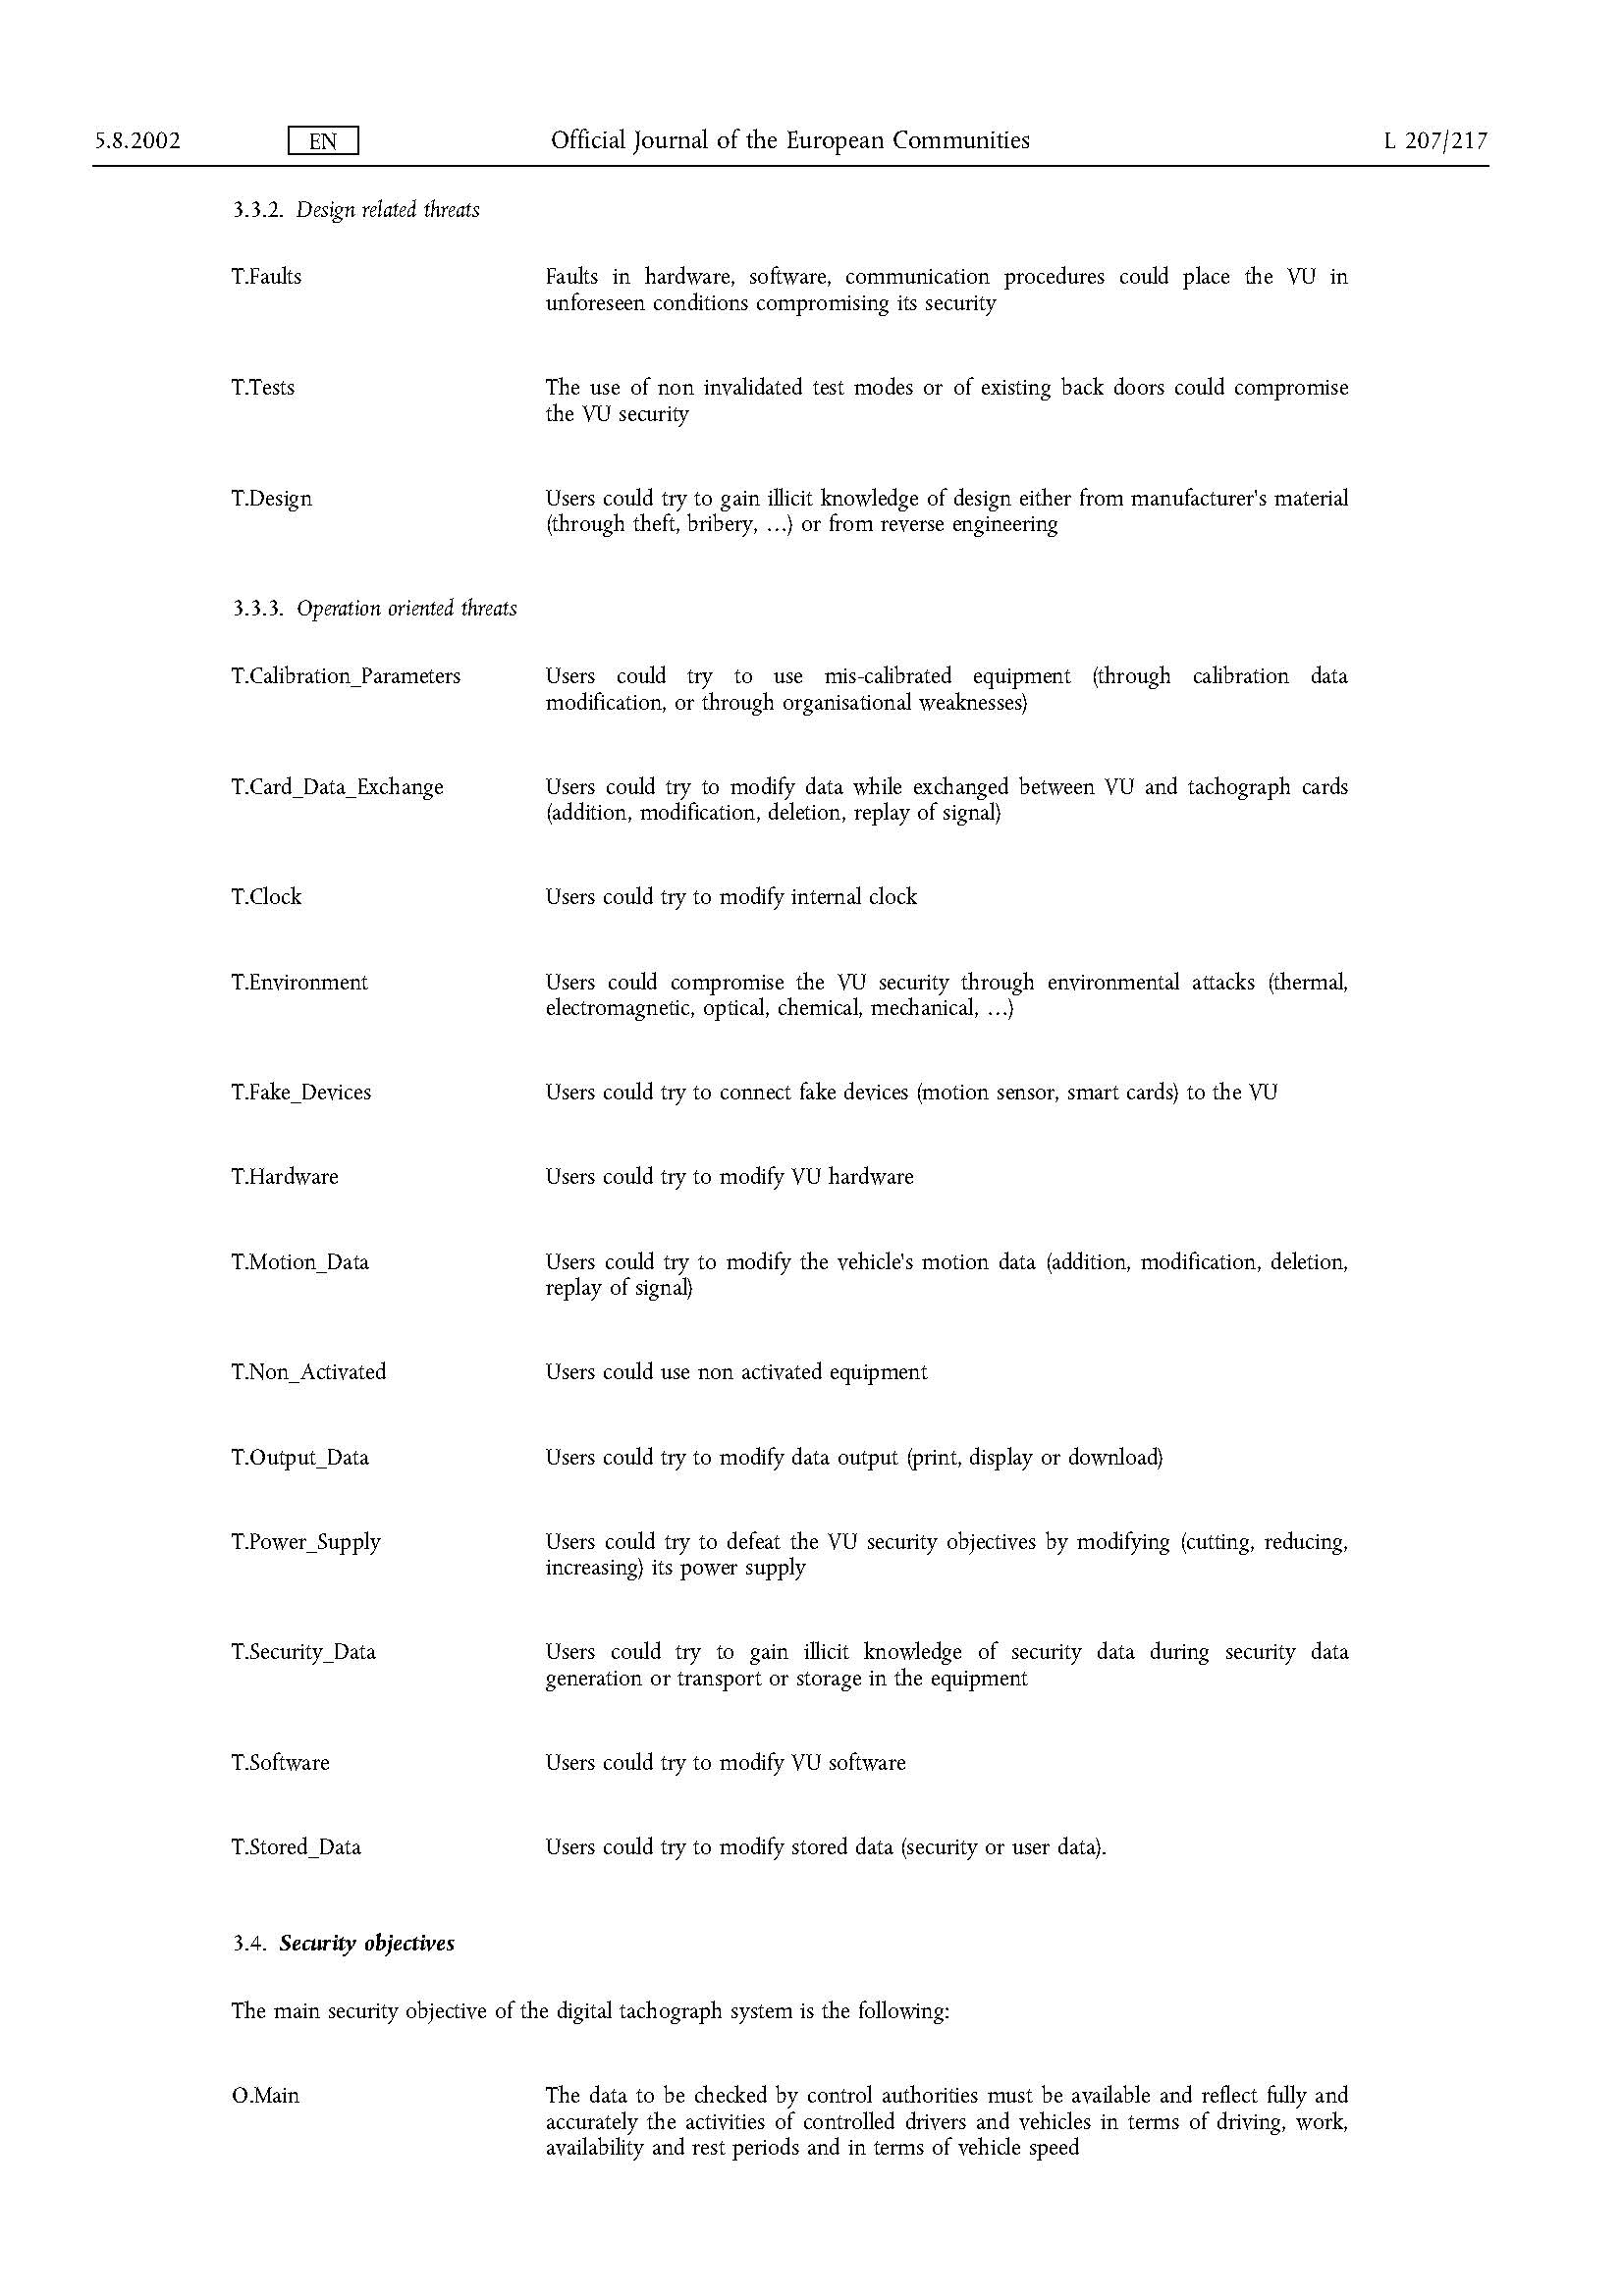 5.8.2002 EN Official Journal of the European Communities L 207/217
3.3.2. Design related threats
T.Faults Faults in hardware, software, communication procedures could place the VU in
unforeseen conditions compromising its security
T.Tests The use of non invalidated test modes or of existing back doors could compromise
the VU security
T.Design Users could try to gain illicit knowledge of design either from manufacturer's material
(through theft, bribery, …) or from reverse engineering
3.3.3. Operation oriented threats
T.Calibration_Parameters Users could try to use mis-calibrated equipment (through calibration data
modification, or through organisational weaknesses)
T.Card_Data_Exchange Users could try to modify data while exchanged between VU and tachograph cards
(addition, modification, deletion, replay of signal)
T.Clock Users could try to modify internal clock
T.Environment Users could compromise the VU security through environmental attacks (thermal,
electromagnetic, optical, chemical, mechanical, …)
T.Fake_Devices Users could try to connect fake devices (motion sensor, smart cards) to the VU
T.Hardware Users could try to modify VU hardware
T.Motion_Data Users could try to modify the vehicle's motion data (addition, modification, deletion,
replay of signal)
T.Non_Activated Users could use non activated equipment
T.Output_Data Users could try to modify data output (print, display or download)
T.Power_Supply Users could try to defeat the VU security objectives by modifying (cutting, reducing,
increasing) its power supply
T.Security_Data Users could try to gain illicit knowledge of security data during security data
generation or transport or storage in the equipment
T.Software Users could try to modify VU software
T.Stored_Data Users could try to modify stored data (security or user data).
3.4. Security objectives
The main security objective of the digital tachograph system is the following:
O.Main The data to be checked by control authorities must be available and reflect fully and
accurately the activities of controlled drivers and vehicles in terms of driving, work,
availability and rest periods and in terms of vehicle speed